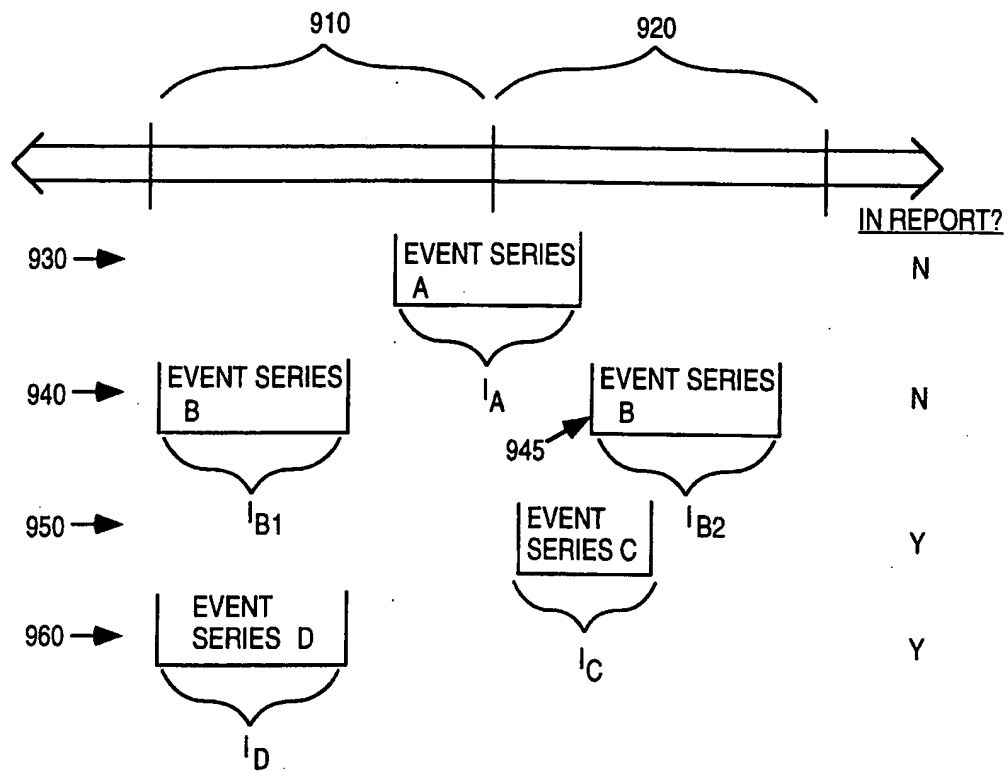 910
920
IN REPORT?
930
EVENT SERIES
A
N
I_A
940
EVENT SERIES
B
945
EVENT SERIES
B
N
I_B1
I_B2
950
EVENT
SERIES C
Y
I_C
960
EVENT
SERIES D
Y
I_D